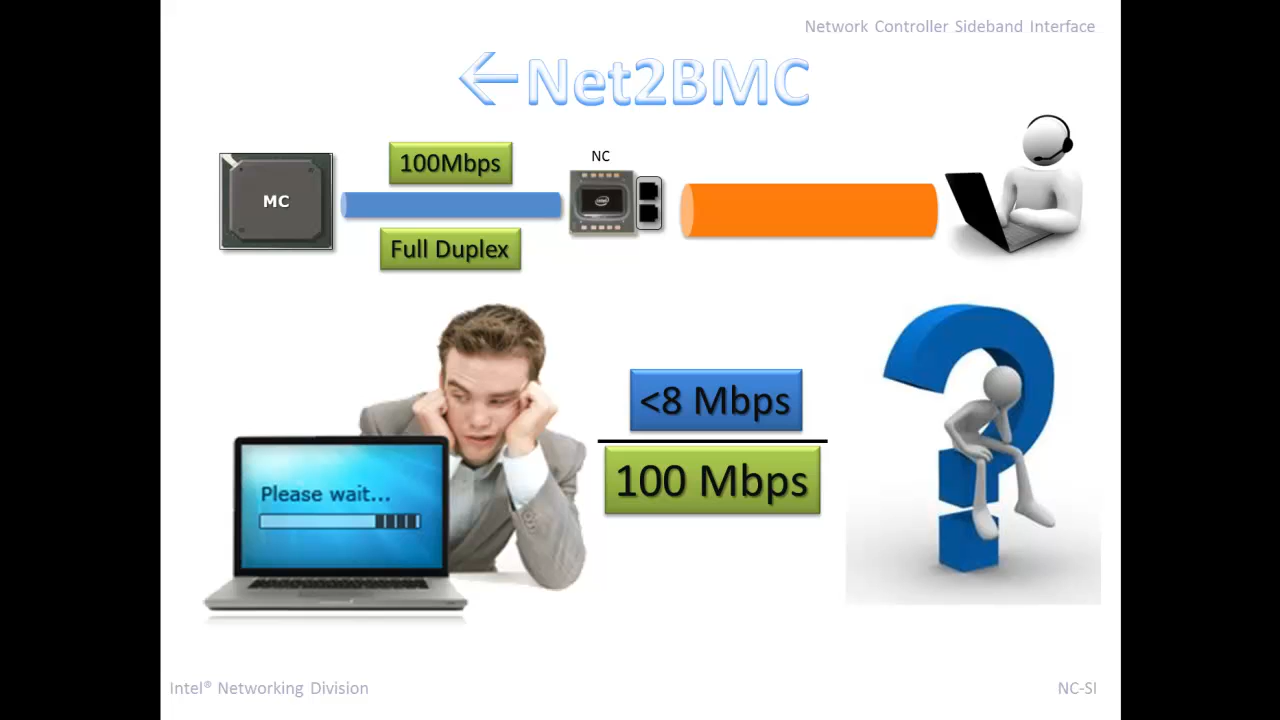 Network Controller Sideband Interface
←Net2BMC
100Mbps
NC
MC
Full Duplex
<8 Mbps
100 Mbps
Please wait...
Intel® Networking Division
NC-SI